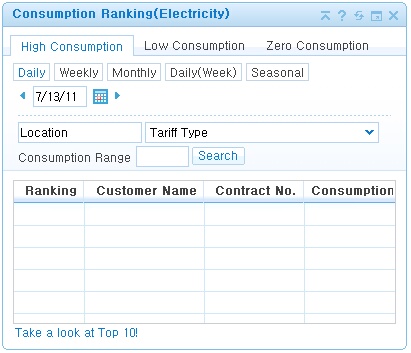 Consumption Ranking(Electricity)
High Consumption Low Consumption Zero Consumption
Daily Weekly Monthly Daily(Week) Seasonal
7/13/11
Location Tariff Type
Consumption Range Search
Ranking Customer Name Contract No. Consumption
Take a look at Top 10!